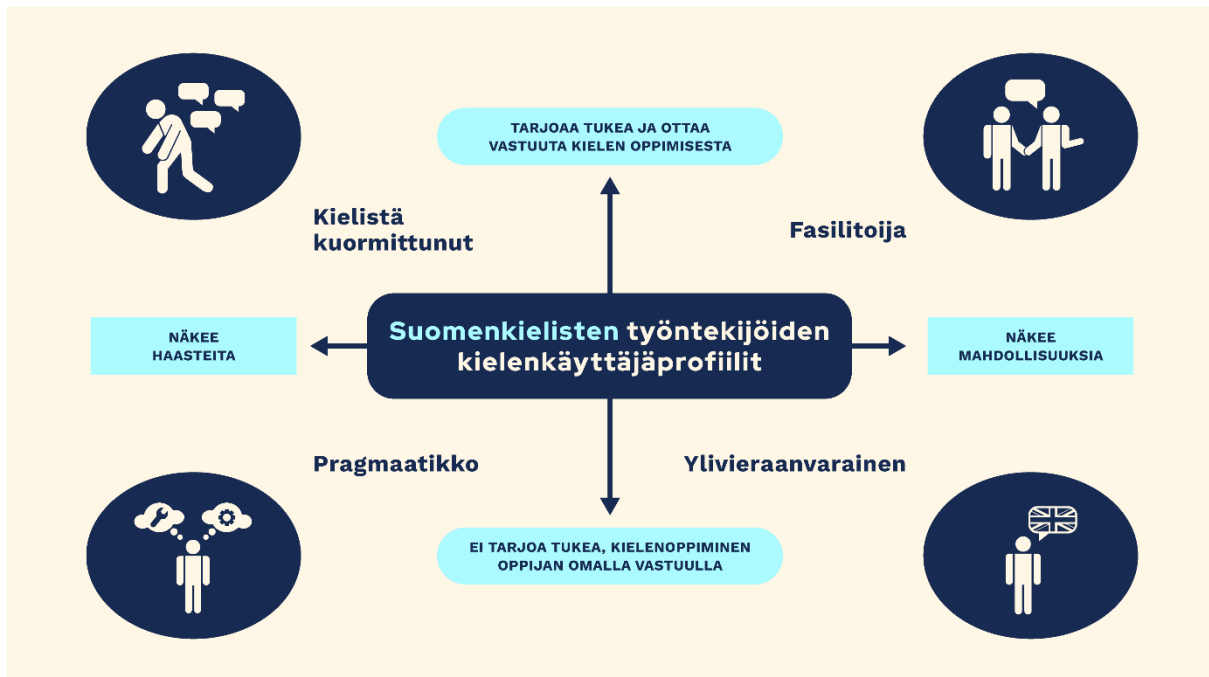 TARJOAA TUKEA JA OTTAA
VASTUUTA KIELEN OPPIMISESTA
Kielistä
kuormittunut
Fasilitoija
NÄKEE
HAASTEITA
Suomenkielisten työntekijöiden
kielenkäyttäjäprofiilit
NÄKEE
MAHDOLLISUUKSIA
Pragmaatikko
Ylivieraanvarainen
EI TARJOA TUKEA, KIELENOPPIMINEN
OPPIJAN OMALLA VASTUULLA